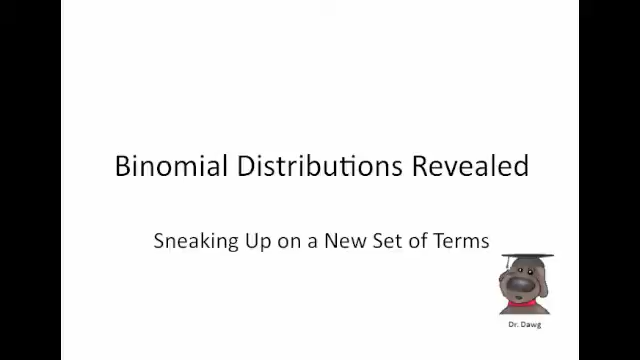 Binomial Distributions Revealed
Sneaking Up on a New Set of Terms
Dr. Dawg